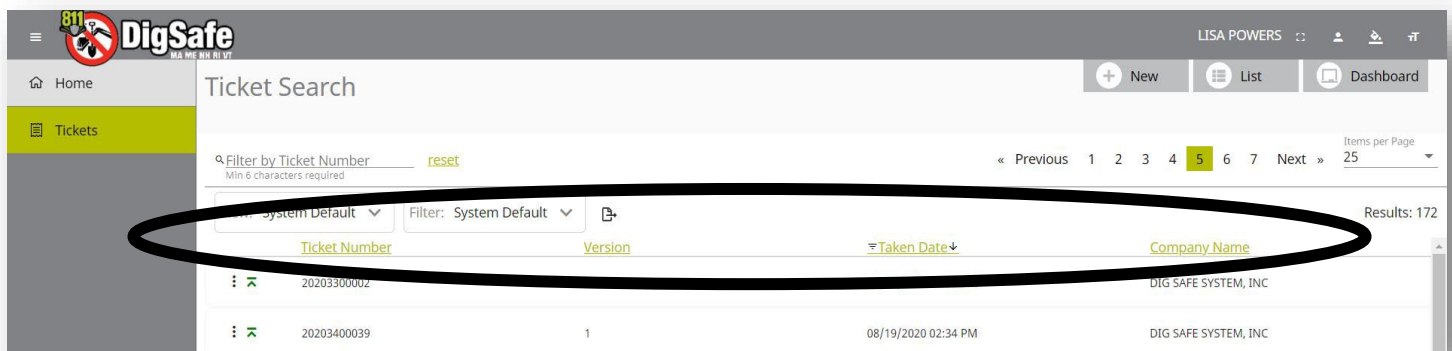 811
DigSafe
MA ME NH RI VT
LISA POWERS
Home
Tickets
Ticket Search
New
List
Dashboard
Filter by Ticket Number
reset
Min 6 characters required
« Previous 1 2 3 4 5 6 7 Next »
Items per Page
25
System Default
Filter: System Default
Results: 172
Ticket Number Version Taken Date Company Name
20203300002 DIG SAFE SYSTEM, INC
20203400039 1 08/19/2020 02:34 PM DIG SAFE SYSTEM, INC